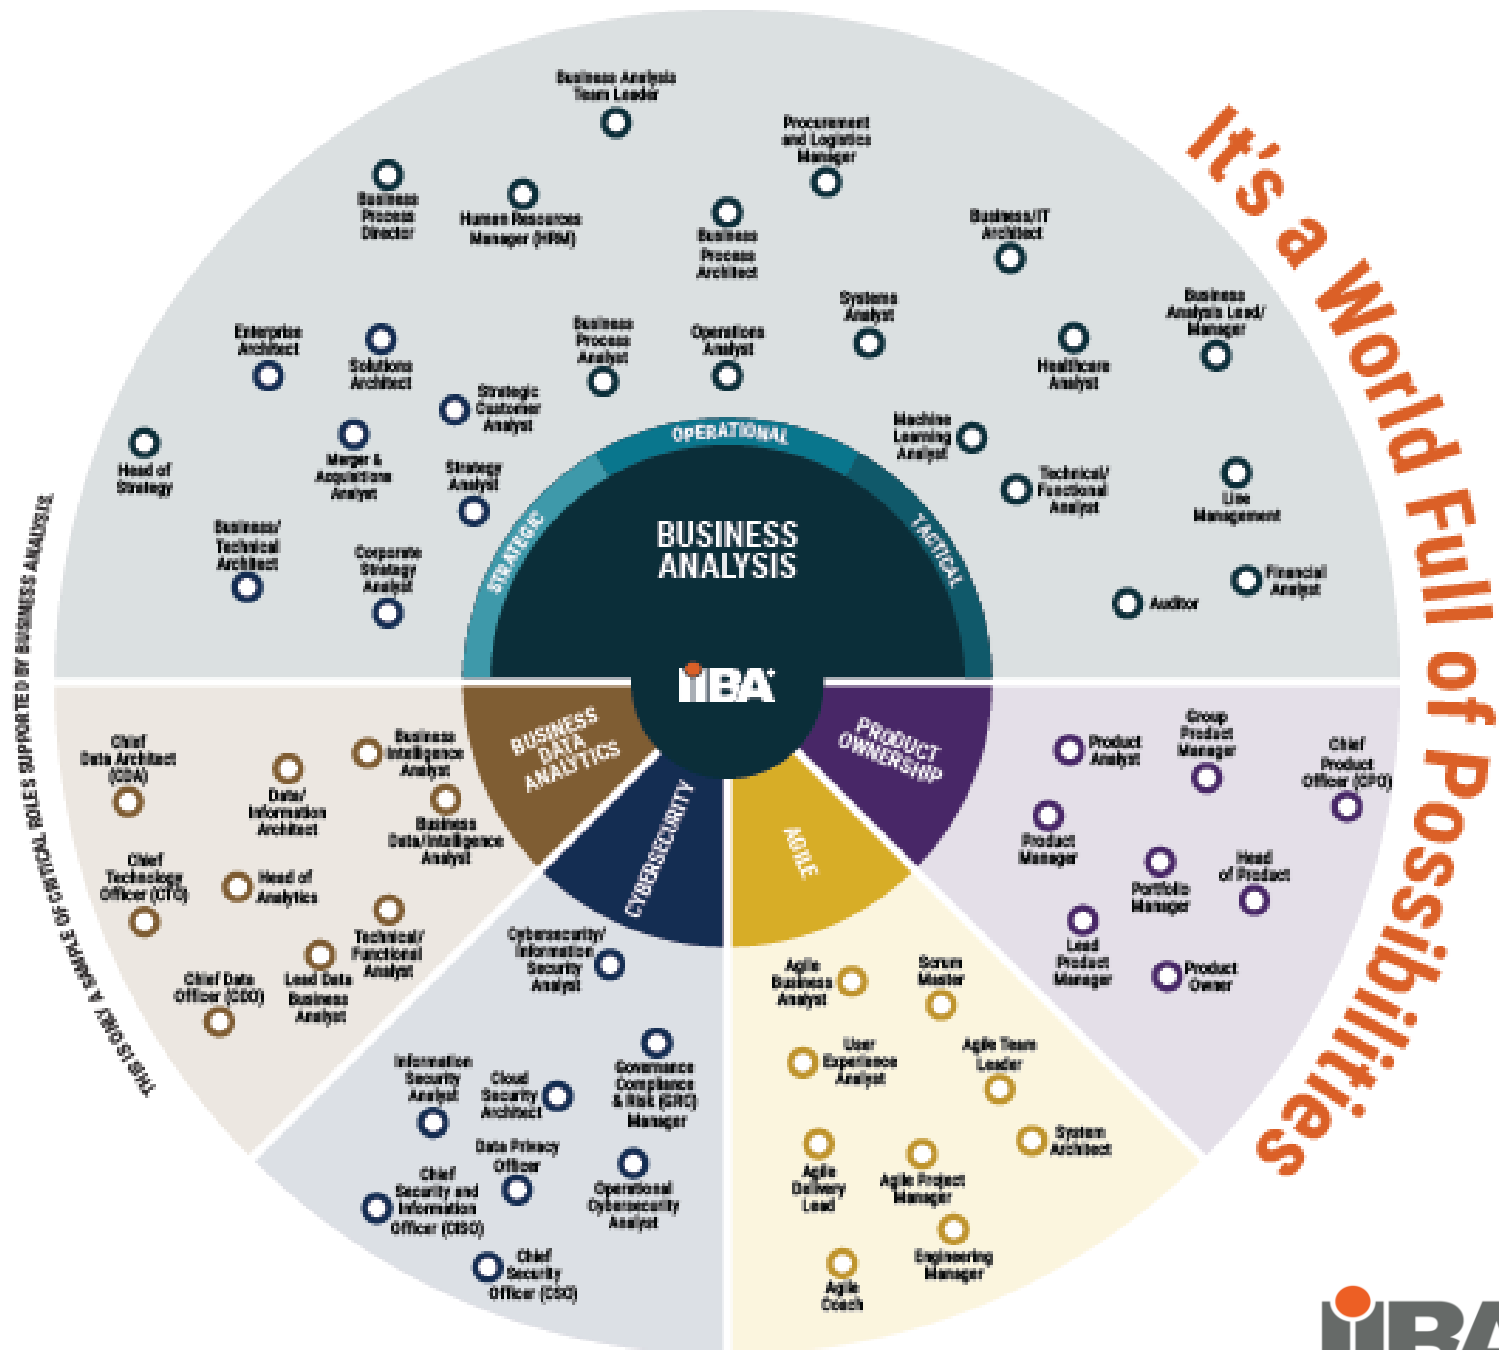 It's a World Full of Possibilities
THIS IS ONLY A SAMPLE OF CRITICAL ROLES SUPPORTED BY BUSINESS ANALYSIS.
Business Analysis
Team Leader
Procurement
and Logistics
Manager
Business
Process
Director
Human Resources
Manager (HRM)
Business
Process
Architect
Business/IT
Architect
Systems
Analyst
Business
Analysis Lead/
Manager
Enterprise
Architect
Solutions
Architect
Business
Process
Analyst
Operations
Analyst
Healthcare
Analyst
Strategic
Customer
Analyst
Machine
Learning
Analyst
Head of
Strategy
Merger &
Acquisitions
Analyst
Strategy
Analyst
Technical/
Functional
Analyst
Line
Management
Business/
Technical
Architect
Corporate
Strategy
Analyst
Financial
Analyst
Auditor
STRATEGIC
OPERATIONAL
TACTICAL
BUSINESS
ANALYSIS
iiBA
BUSINESS
DATA
ANALYTICS
CYBERSECURITY
AGILE
PRODUCT
OWNERSHIP
Chief
Data Architect
(CDA)
Data/
Information
Architect
Business
Intelligence
Analyst
Business
Data/Intelligence
Analyst
Chief
Technology
Officer (CTO)
Head of
Analytics
Technical/
Functional
Analyst
Chief Data
Officer (CDO)
Lead Data
Business
Analyst
Cybersecurity/
Information
Security
Analyst
Information
Security
Analyst
Cloud
Security
Architect
Governance
Compliance
& Risk (GRC)
Manager
Data Privacy
Officer
Chief
Security and
Information
Officer (CISO)
Operational
Cybersecurity
Analyst
Chief
Security
Officer (CSO)
Agile
Business
Analyst
Scrum
Master
User
Experience
Analyst
Agile Team
Leader
System
Architect
Agile
Delivery
Lead
Agile Project
Manager
Engineering
Manager
Agile
Coach
Product
Analyst
Group
Product
Manager
Chief
Product
Officer (CPO)
Product
Manager
Portfolio
Manager
Head
of Product
Lead
Product
Manager
Product
Owner
iiBA